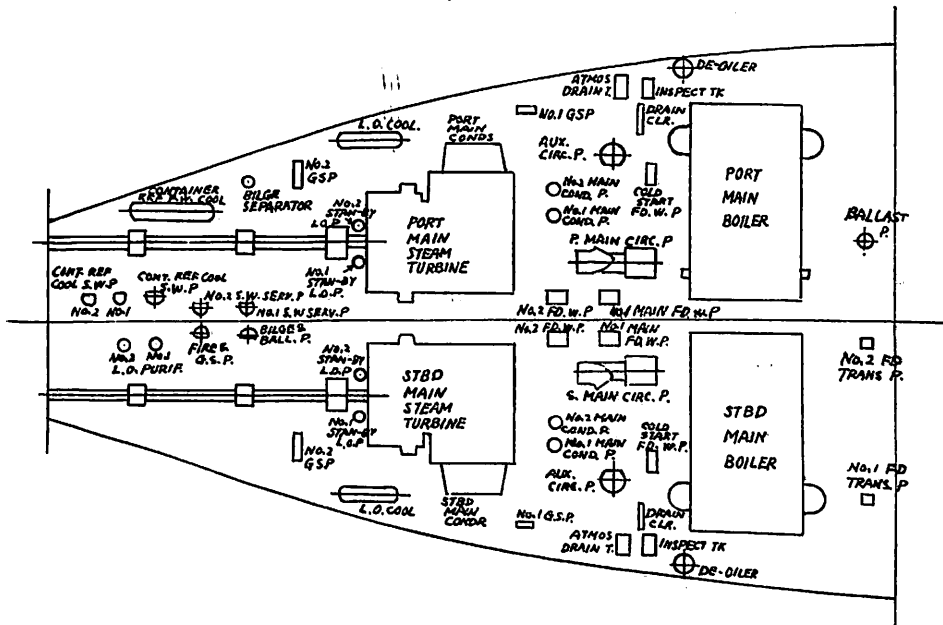 DE-OILER
ATMOS
DRAIN T.
INSPECT TK
DRAIN
CLR.
No.1 GSP
PORT
MAIN
CONDS
L.O. COOL.
No.2
GSP
AUX.
CIRC. P.
No.2 MAIN
COND. P.
No.1 MAIN
COND. P.
COLD
START
FD. W. P
PORT
MAIN
BOILER
BALLAST
P.
CONTAINER
COOL
BILGE
SEPARATOR
No.2
STAN-BY
L.O.P
PORT
MAIN
STEAM
TURBINE
No.1
STAN-BY
L.O.P.
P. MAIN CIRC. P
CONT. REF
COOL S.W.P
No.2 No.1
CONT. REF COOL
S.W.P
No.2 S.W SERV. P
No.1 S.W SERV. P
No.2 FD. W. P
No.1 MAIN FD. W. P
No.2 FD. W. P.
No.1 MAIN
FD. W. P.
FIRE &
G.S. P.
BILGE &
BALL. P.
No.2 No.1
L.O. PURIF.
No.2
STAN-BY
L.O.P
STBD
MAIN
STEAM
TURBINE
No.1
STAN-BY
L.O.P
S. MAIN CIRC. P.
No.2 FD
TRANS P.
No.2 MAIN
COND. P.
No.1 MAIN
COND. P.
COLD
START
FD. W. P.
STBD
MAIN
BOILER
No.1 FD
TRANS. P
No.2
GSP
AUX.
CIRC. P.
L.O. COOL
STBD
MAIN
CONDR
No.1 G.S.P.
DRAIN
CLR.
ATMOS
DRAIN T.
INSPECT TK
DE-OILER